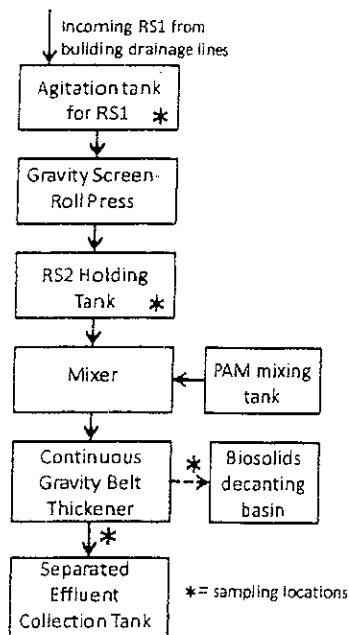 Incoming RS1 from
building drainage lines
Agitation tank
for RS1 *
Gravity Screen-
Roll Press
RS2 Holding
Tank *
Mixer
PAM mixing
tank
Continuous
Gravity Belt
Thickener
*
Biosolids
decanting
basin
*
Separated
Effluent
Collection Tank
*= sampling locations